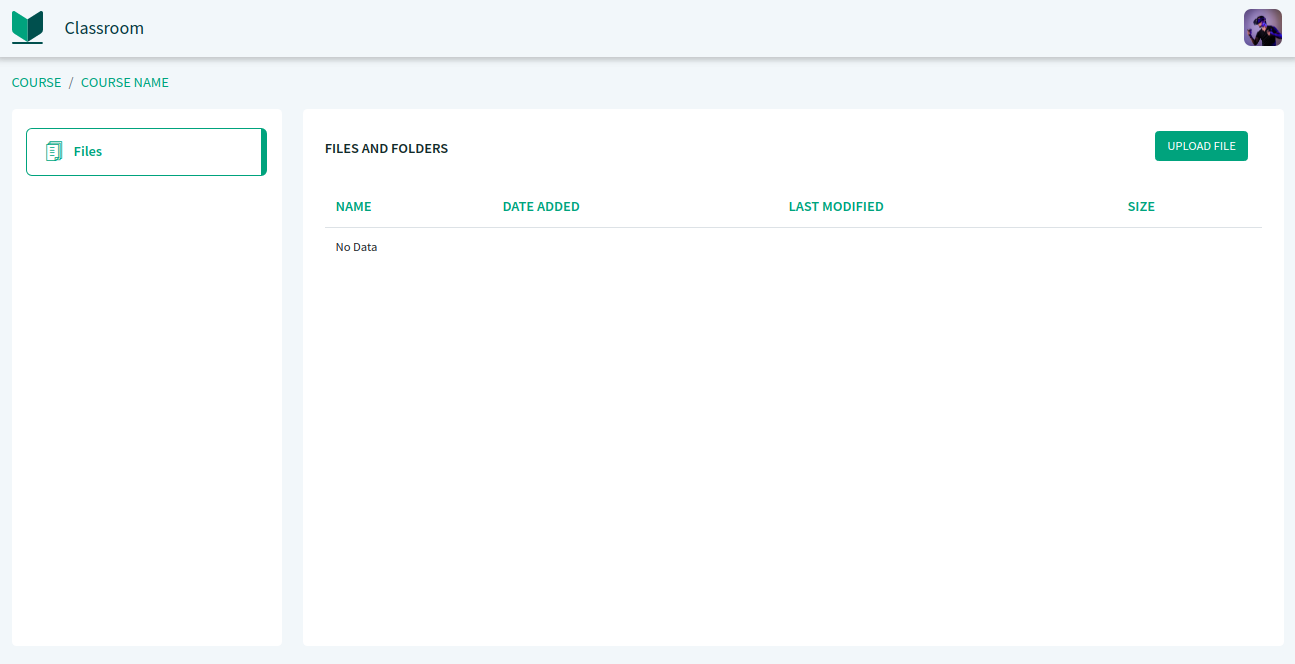 Classroom
COURSE / COURSE NAME
Files
FILES AND FOLDERS
UPLOAD FILE
NAME DATE ADDED LAST MODIFIED SIZE
No Data